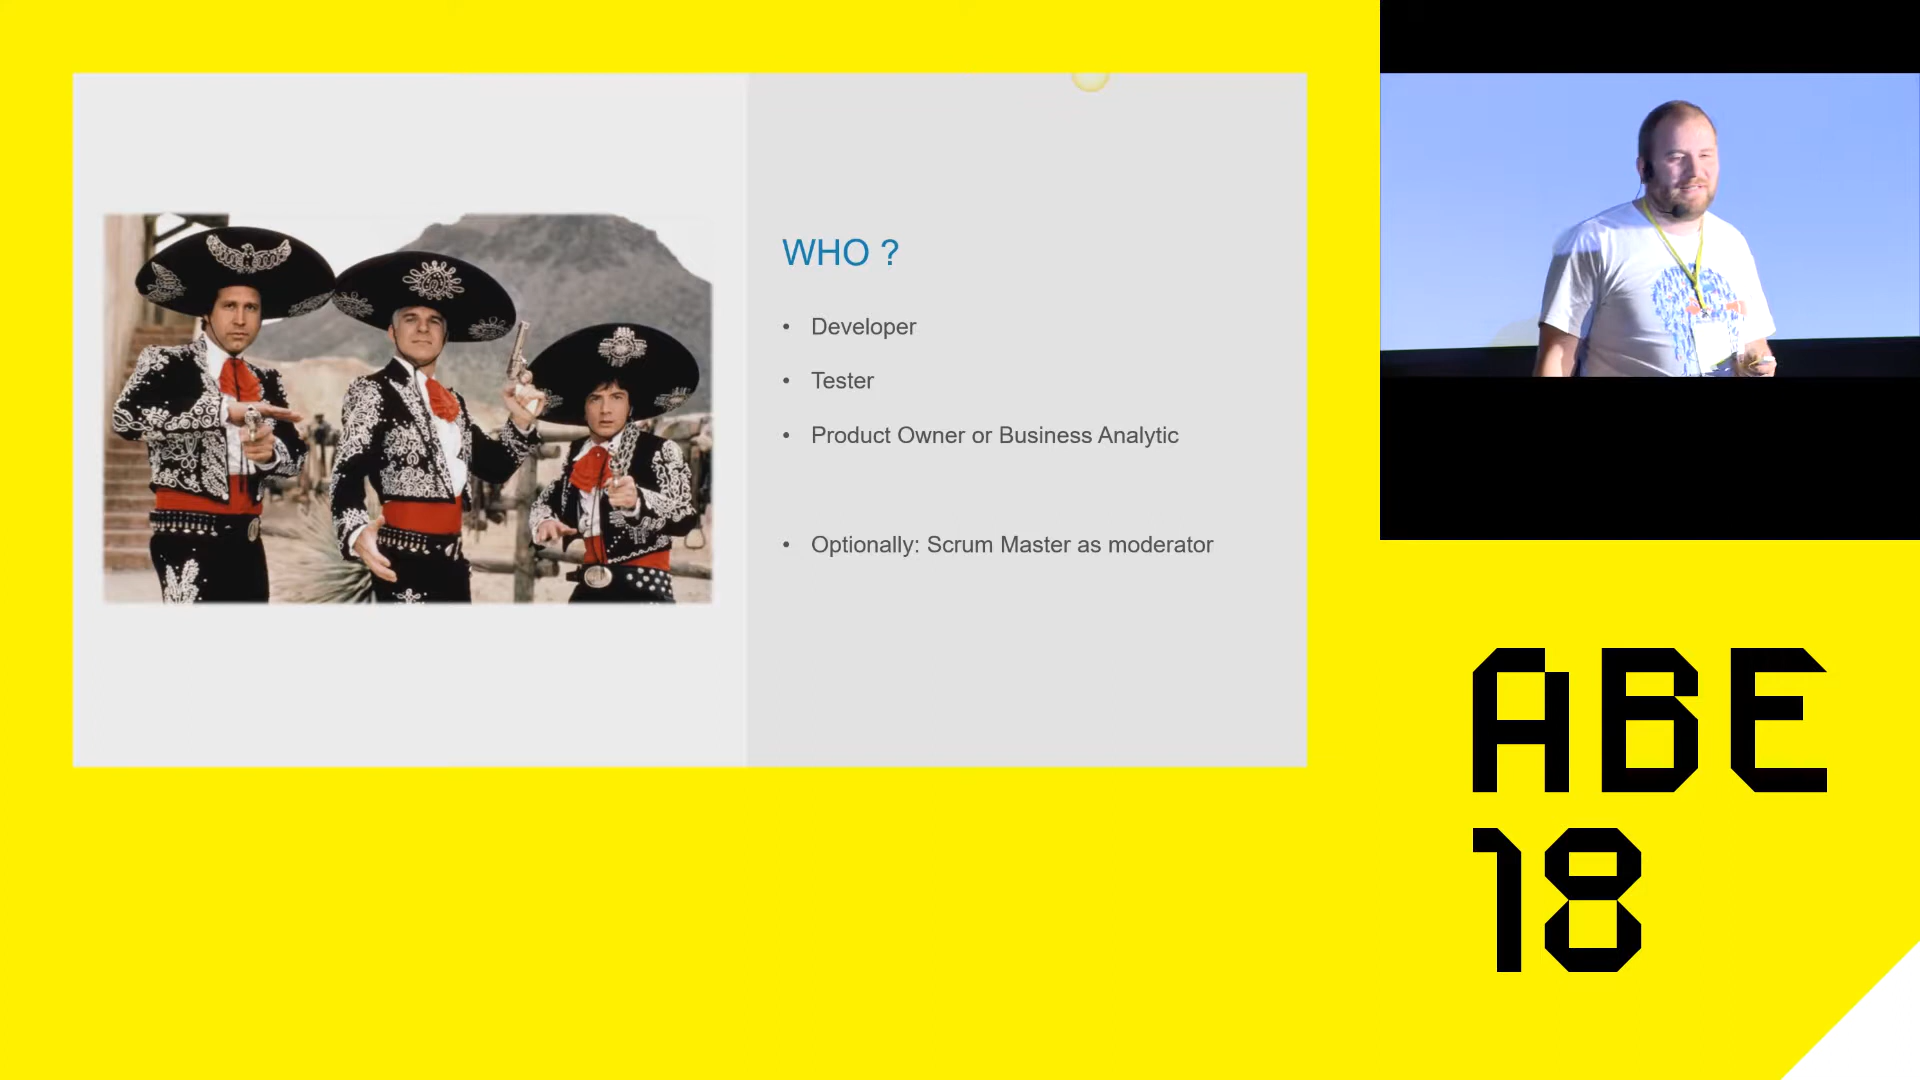 WHO ?
• Developer
• Tester
• Product Owner or Business Analytic
• Optionally: Scrum Master as moderator
ABE
18